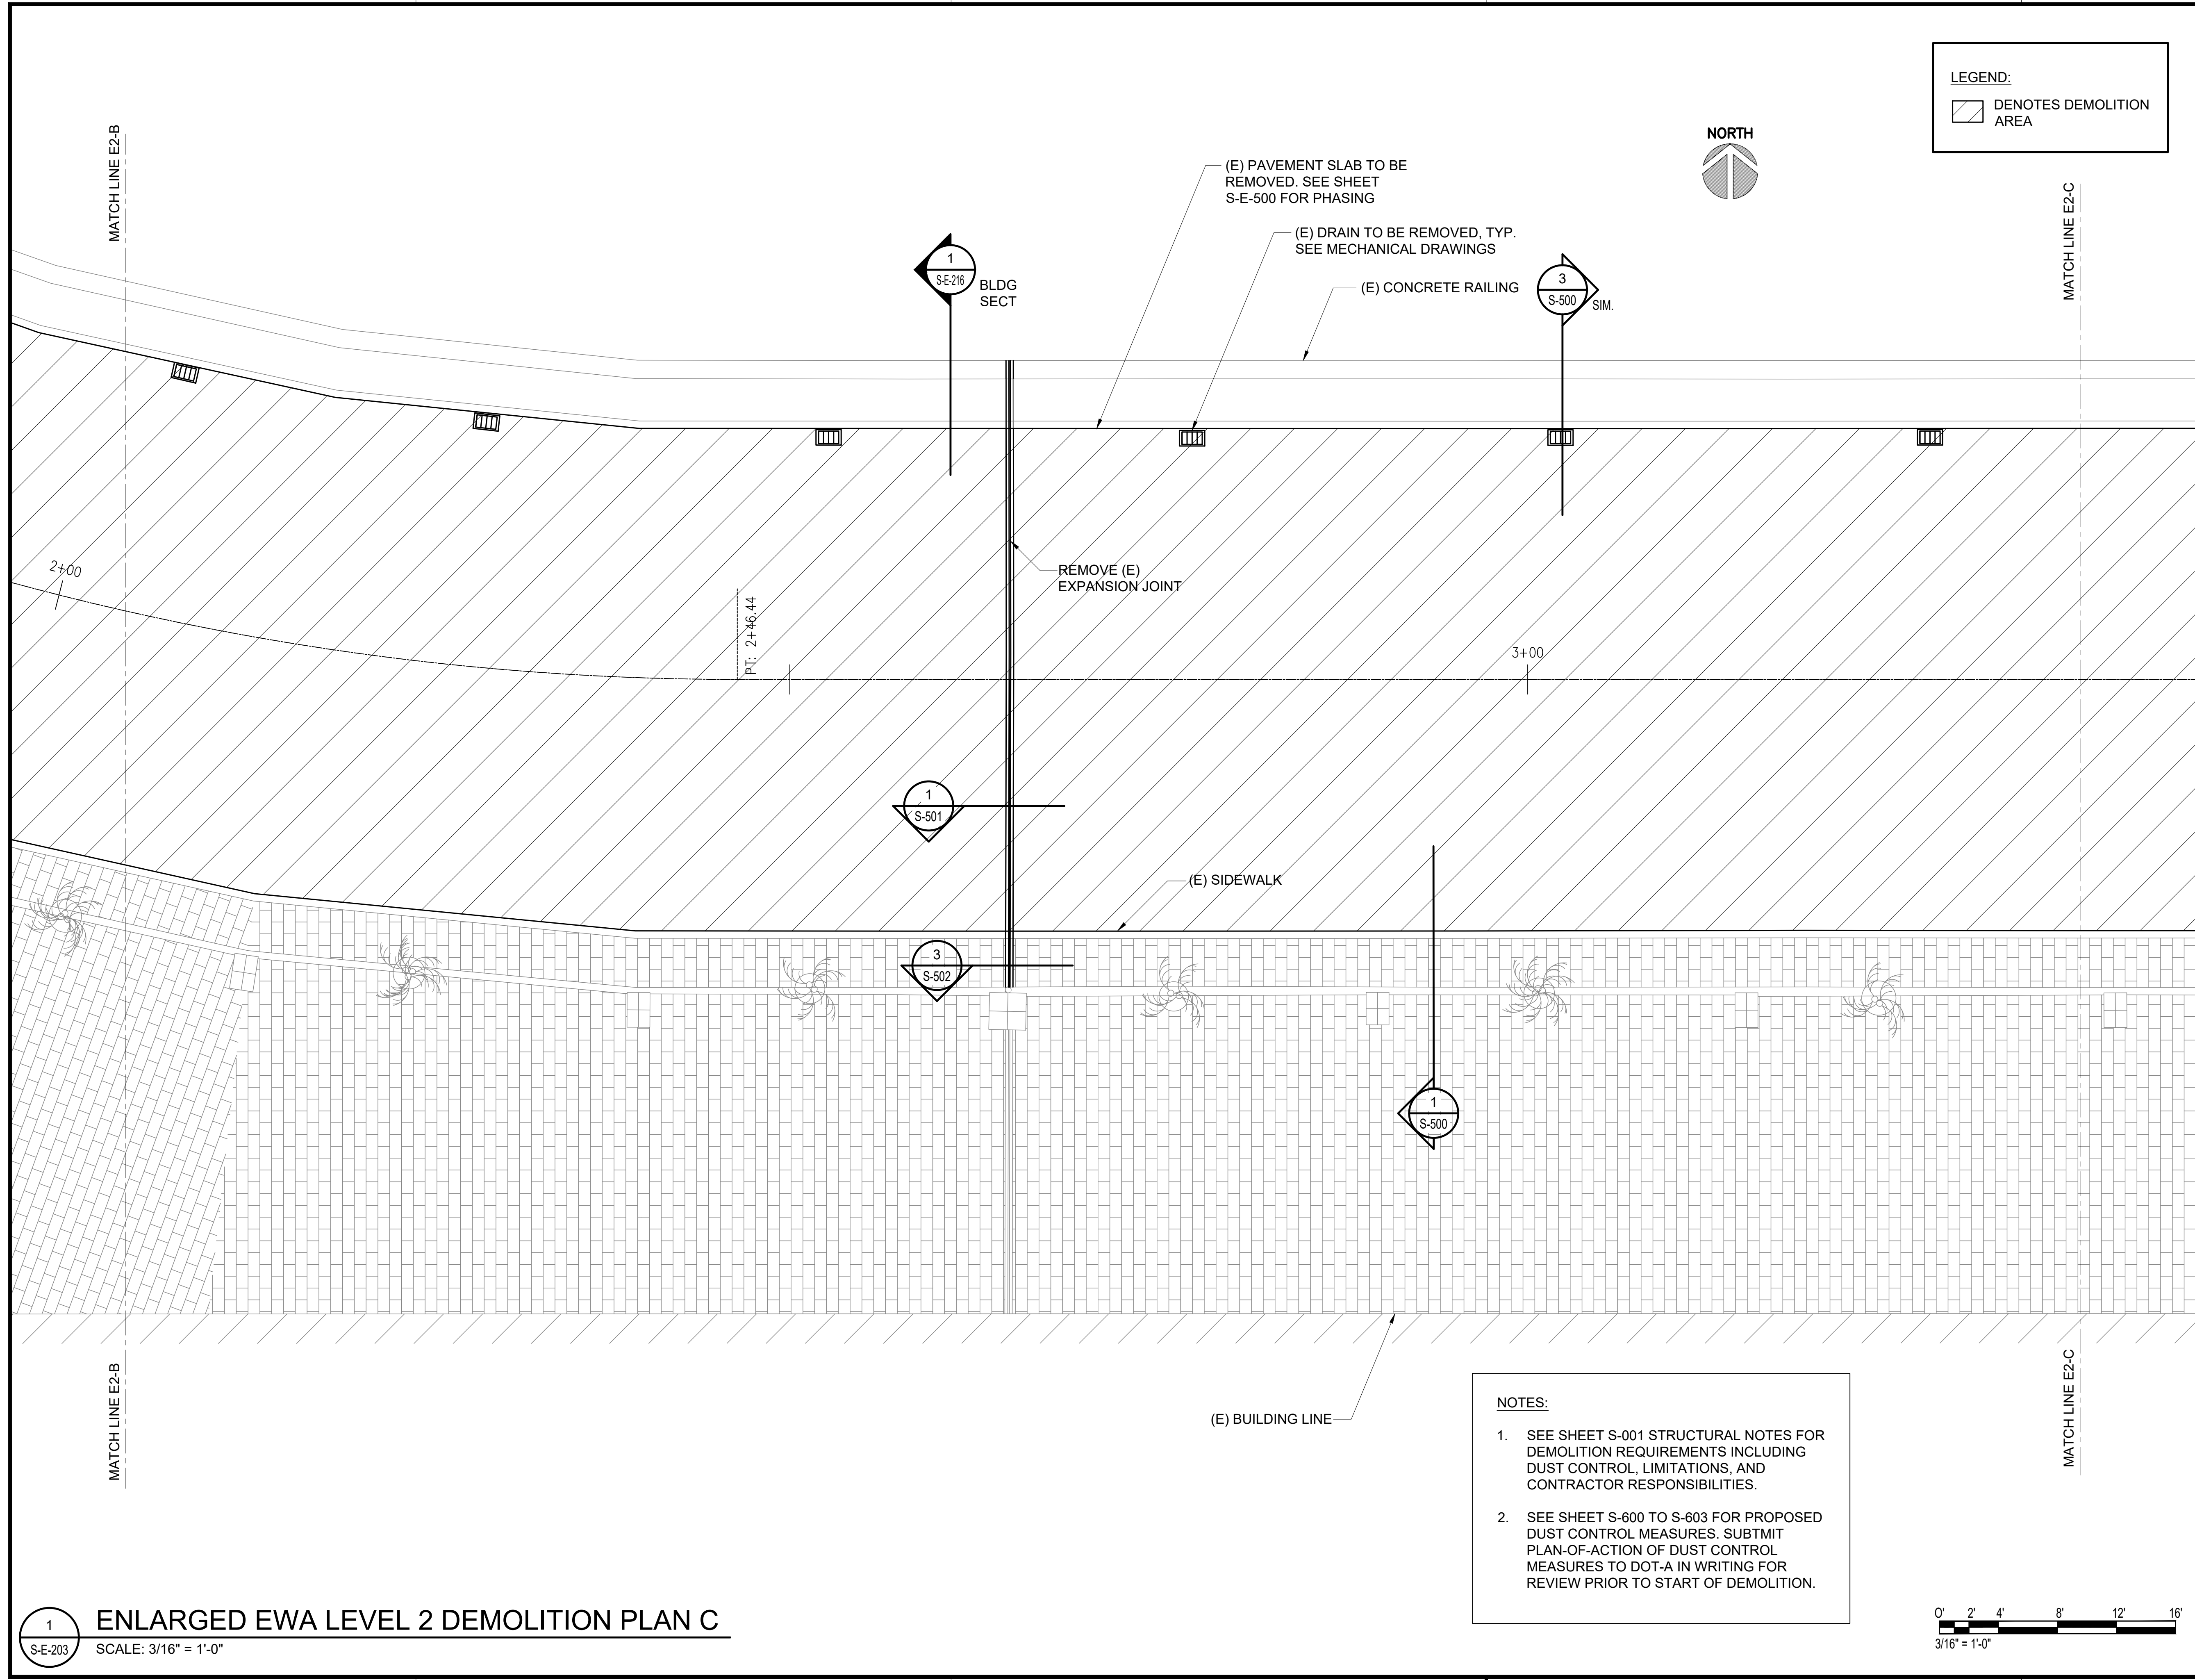 LEGEND:
DENOTES DEMOLITION
AREA
NORTH
MATCH LINE E2-B
MATCH LINE E2-C
(E) PAVEMENT SLAB TO BE
REMOVED. SEE SHEET
S-E-500 FOR PHASING
(E) DRAIN TO BE REMOVED, TYP.
SEE MECHANICAL DRAWINGS
(E) CONCRETE RAILING
1
S-E-216
BLDG
SECT
3
S-500
SIM.
REMOVE (E)
EXPANSION JOINT
2+00
PT: 2+46.44
3+00
1
S-501
(E) SIDEWALK
3
S-502
1
S-500
MATCH LINE E2-B
MATCH LINE E2-C
(E) BUILDING LINE
NOTES:
1. SEE SHEET S-001 STRUCTURAL NOTES FOR
DEMOLITION REQUIREMENTS INCLUDING
DUST CONTROL, LIMITATIONS, AND
CONTRACTOR RESPONSIBILITIES.
2. SEE SHEET S-600 TO S-603 FOR PROPOSED
DUST CONTROL MEASURES. SUBTMIT
PLAN-OF-ACTION OF DUST CONTROL
MEASURES TO DOT-A IN WRITING FOR
REVIEW PRIOR TO START OF DEMOLITION.
1
S-E-203
ENLARGED EWA LEVEL 2 DEMOLITION PLAN C
SCALE: 3/16" = 1'-0"
O' 2' 4' 8' 12' 16'
3/16" = 1'-0"